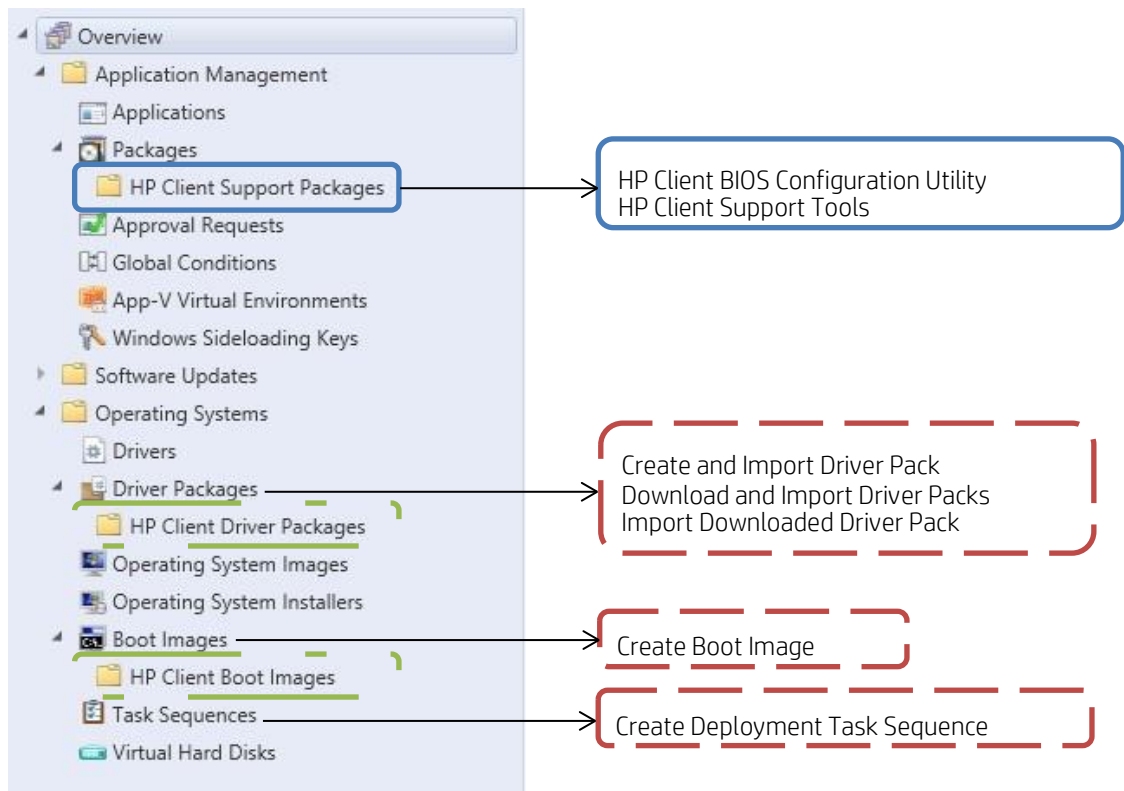 Overview
Application Management
Applications
Packages
HP Client Support Packages
Approval Requests
Global Conditions
App-V Virtual Environments
Windows Sideloading Keys
Software Updates
Operating Systems
Drivers
Driver Packages
HP Client Driver Packages
Operating System Images
Operating System Installers
Boot Images
HP Client Boot Images
Task Sequences
Virtual Hard Disks
HP Client BIOS Configuration Utility
HP Client Support Tools
Create and Import Driver Pack
Download and Import Driver Packs
Import Downloaded Driver Pack
Create Boot Image
Create Deployment Task Sequence